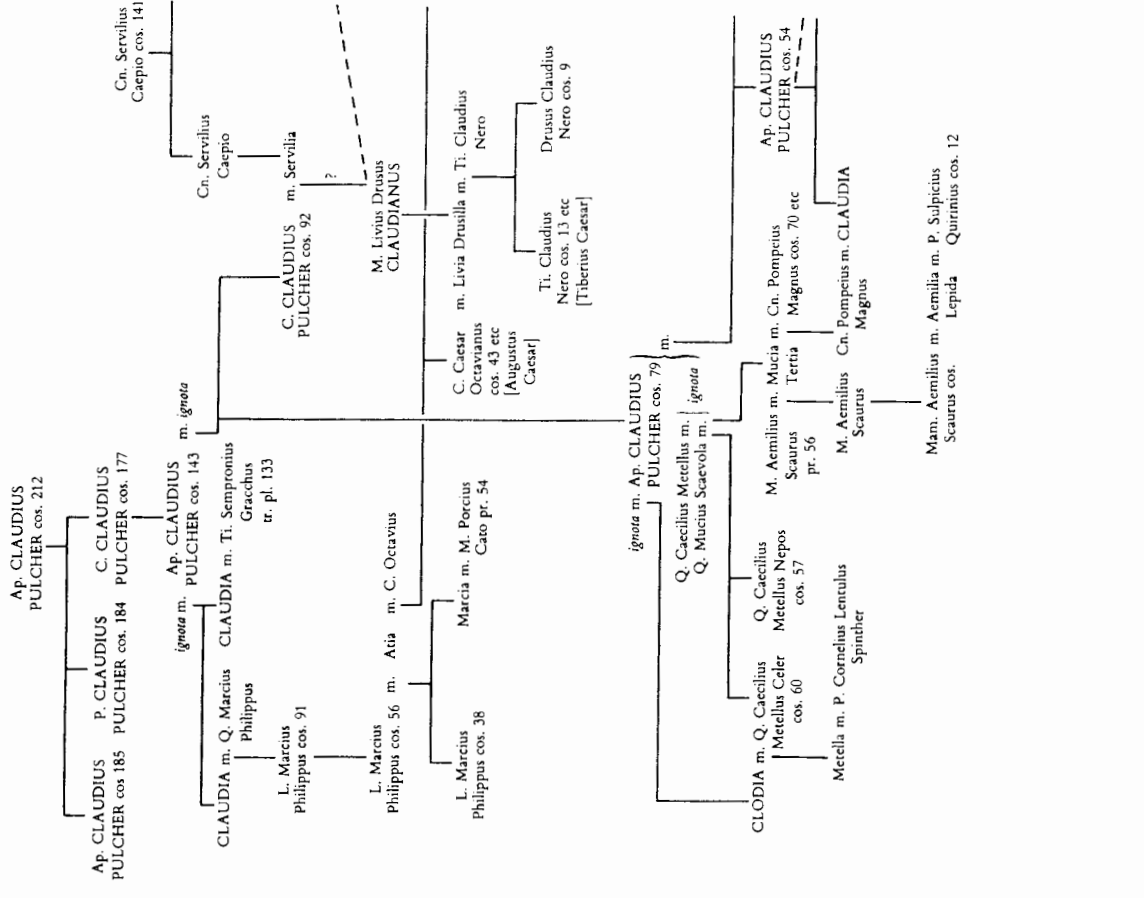 Ap. CLAUDIUS
PULCHER cos. 212
Ap. CLAUDIUS
PULCHER cos 185
P. CLAUDIUS
PULCHER cos. 184
C. CLAUDIUS
PULCHER cos. 177
Cn. Servilius
Caepio cos. 141
ignota m. Ap. CLAUDIUS
PULCHER cos. 143
m. ignota
Cn. Servilius
Caepio
CLAUDIA m. Q. Marcius
Philippus
CLAUDIA m. Ti. Sempronius
Gracchus
tr. pl. 133
C. CLAUDIUS
PULCHER cos. 92
m. Servilia
?
L. Marcius
Philippus cos. 91
M. Livius Drusus
CLAUDIANUS
L. Marcius
Philippus cos. 56
m. Atia m. C. Octavius
L. Marcius
Philippus cos. 38
Marcia m. M. Porcius
Cato pr. 54
C. Caesar
Octavianus
cos. 43 etc
[Augustus
Caesar]
m. Livia Drusilla m. Ti. Claudius
Nero
Ti. Claudius
Nero cos. 13 etc
[Tiberius Caesar]
Drusus Claudius
Nero cos. 9
ignota m. Ap. CLAUDIUS
PULCHER cos. 79
m.
Q. Caecilius Metellus m.
Q. Mucius Scaevola m.
ignota
CLODIA m. Q. Caecilius
Metellus Celer
cos. 60
Q. Caecilius
Metellus Nepos
cos. 57
M. Aemilius m. Mucia m. Cn. Pompeius
Scaurus
pr. 56
Tertia
Magnus cos. 70 etc
Ap. CLAUDIUS
PULCHER cos. 54
Metella m. P. Cornelius Lentulus
Spinther
M. Aemilius
Scaurus
Cn. Pompeius m. CLAUDIA
Magnus
Mam. Aemilius m. Aemilia m. P. Sulpicius
Scaurus cos.
Lepida
Quirinius cos. 12